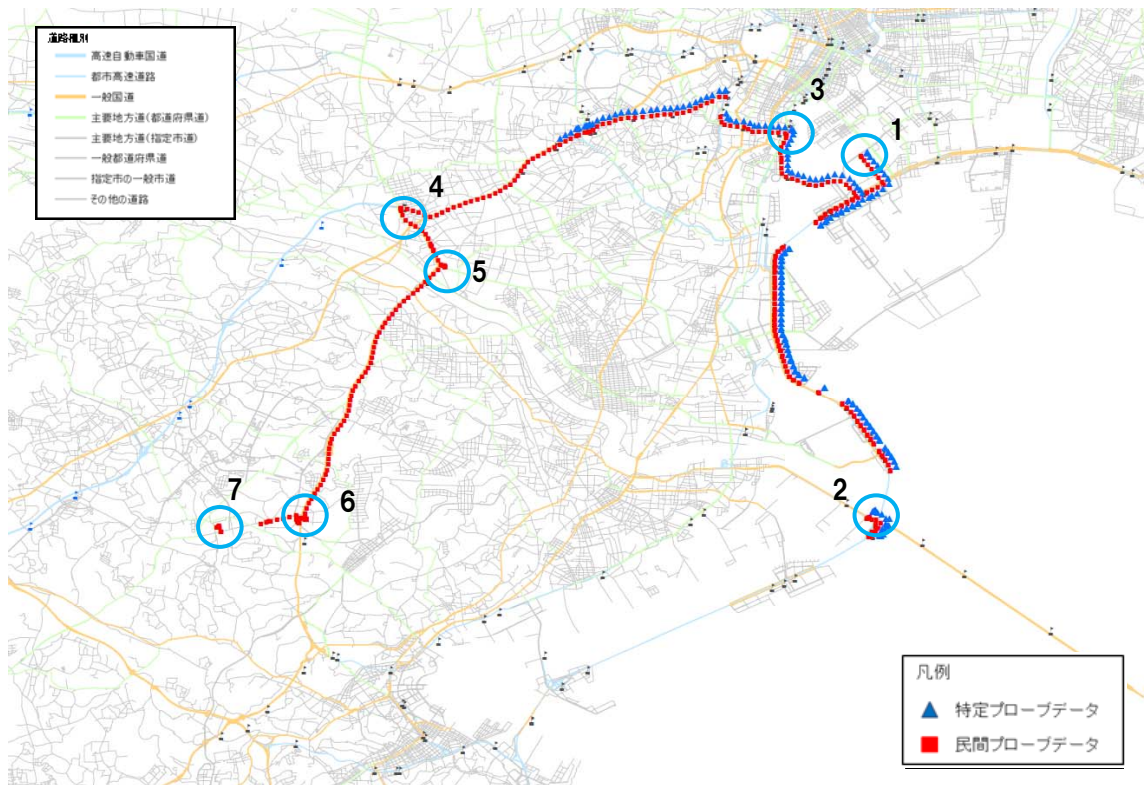 道路種別
高速自動車国道
都市高速道路
一般国道
主要地方道(都道府県道)
主要地方道(指定市道)
一般都道府県道
指定市の一般市道
その他の道路
3
1
4
5
2
7
6
凡例
特定プローブデータ
民間プローブデータ